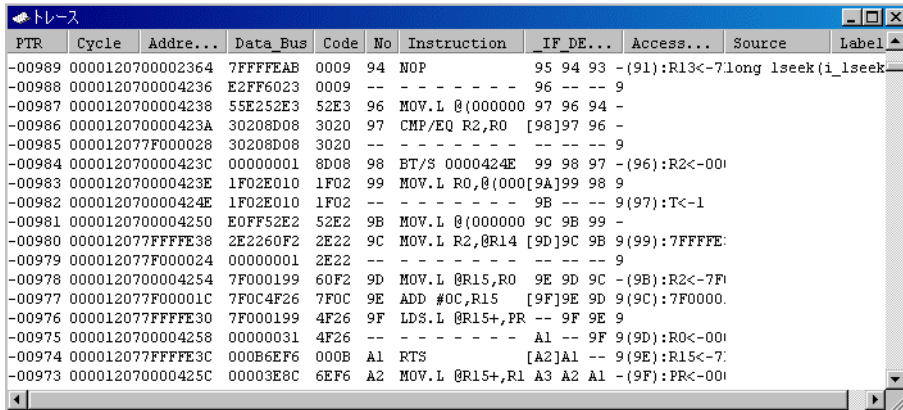 トレース
PTR Cycle Addre... Data_Bus Code No Instruction _IF_DE... Access... Source Label
-00989 0000120700002364 7FFFFEAB 0009 94 NOP 95 94 93 -(91):R13<-7 long lseek(i_lseek
-00988 0000120700004236 E2FF6023 0009 -- - - - - - - - 96 -- -- 9
-00987 0000120700004238 55E252E3 52E3 96 MOV.L @(000000 97 96 94 -
-00986 000012070000423A 30208D08 3020 97 CMP/EQ R2,R0 [98]97 96 -
-00985 000012077F000028 30208D08 3020 -- - - - - - - - -- -- -- 9
-00984 000012070000423C 00000001 8D08 98 BT/S 0000424E 99 98 97 -(96):R2<-00
-00983 000012070000423E 1F02E010 1F02 99 MOV.L R0,@(000[9A]99 98 9
-00982 000012070000424E 1F02E010 1F02 -- - - - - - - - 9B -- -- 9(97):T<-1
-00981 0000120700004250 E0FF52E2 52E2 9B MOV.L @(000000 9C 9B 99 -
-00980 000012077FFFFE38 2E2260F2 2E22 9C MOV.L R2,@R14 [9D]9C 9B 9(99):7FFFFE
-00979 000012077F000024 00000001 2E22 -- - - - - - - - -- -- -- 9
-00978 0000120700004254 7F000199 60F2 9D MOV.L @R15,R0 9E 9D 9C -(9B):R2<-7F
-00977 000012077F00001C 7F0C4F26 7F0C 9E ADD #0C,R15 [9F]9E 9D 9(9C):7F0000.
-00976 000012077FFFFE30 7F000199 4F26 9F LDS.L @R15+,PR -- 9F 9E 9
-00975 0000120700004258 00000031 4F26 -- - - - - - - - A1 -- 9F 9(9D):R0<-00
-00974 000012077FFFFE3C 000B6EF6 000B A1 RTS [A2]A1 -- 9(9E):R15<-7
-00973 000012070000425C 00003E8C 6EF6 A2 MOV.L @R15+,R1 A3 A2 A1 -(9F):PR<-00